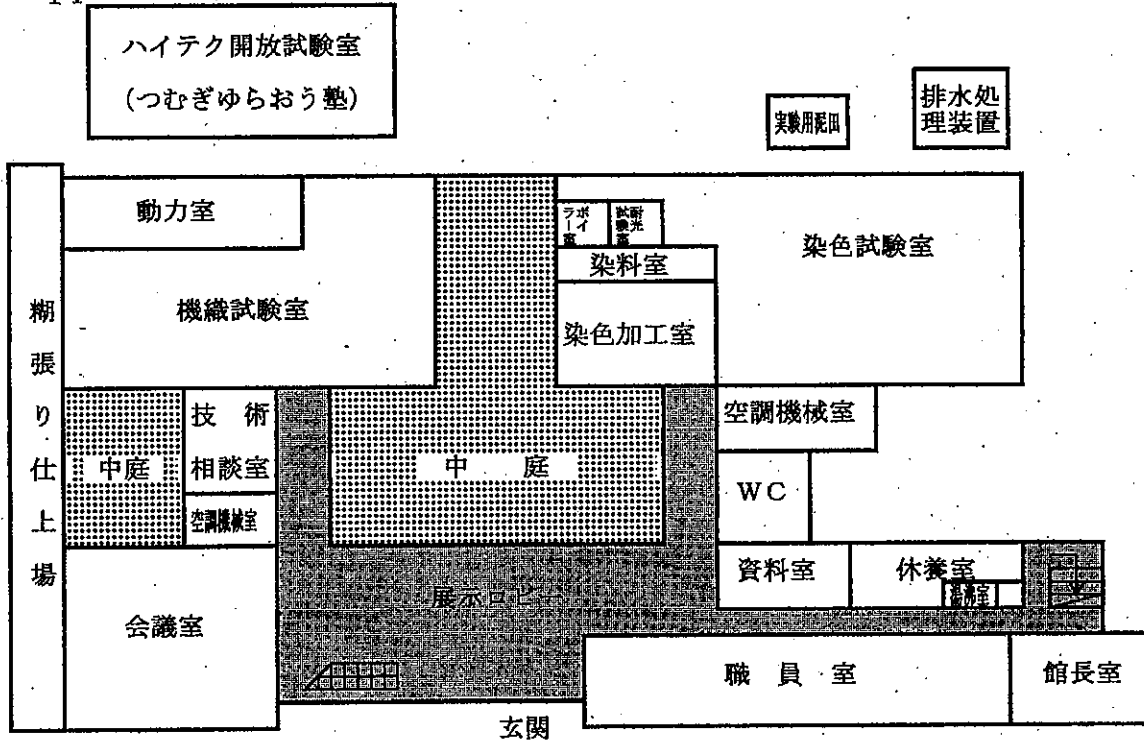 ハイテク開放試験室
(つむぎゆらおう塾)
実験用泥田
排水処
理装置
動力室
ボイ
ラー
室
耐光
試験
室
染料室
染色試験室
機織試験室
染色加工室
糊張り仕上場
中庭
技術
相談室
空調機械室
中庭
空調機械室
WC
会議室
展示ロビー
資料室
休養室
湯沸室
職員室
館長室
玄関